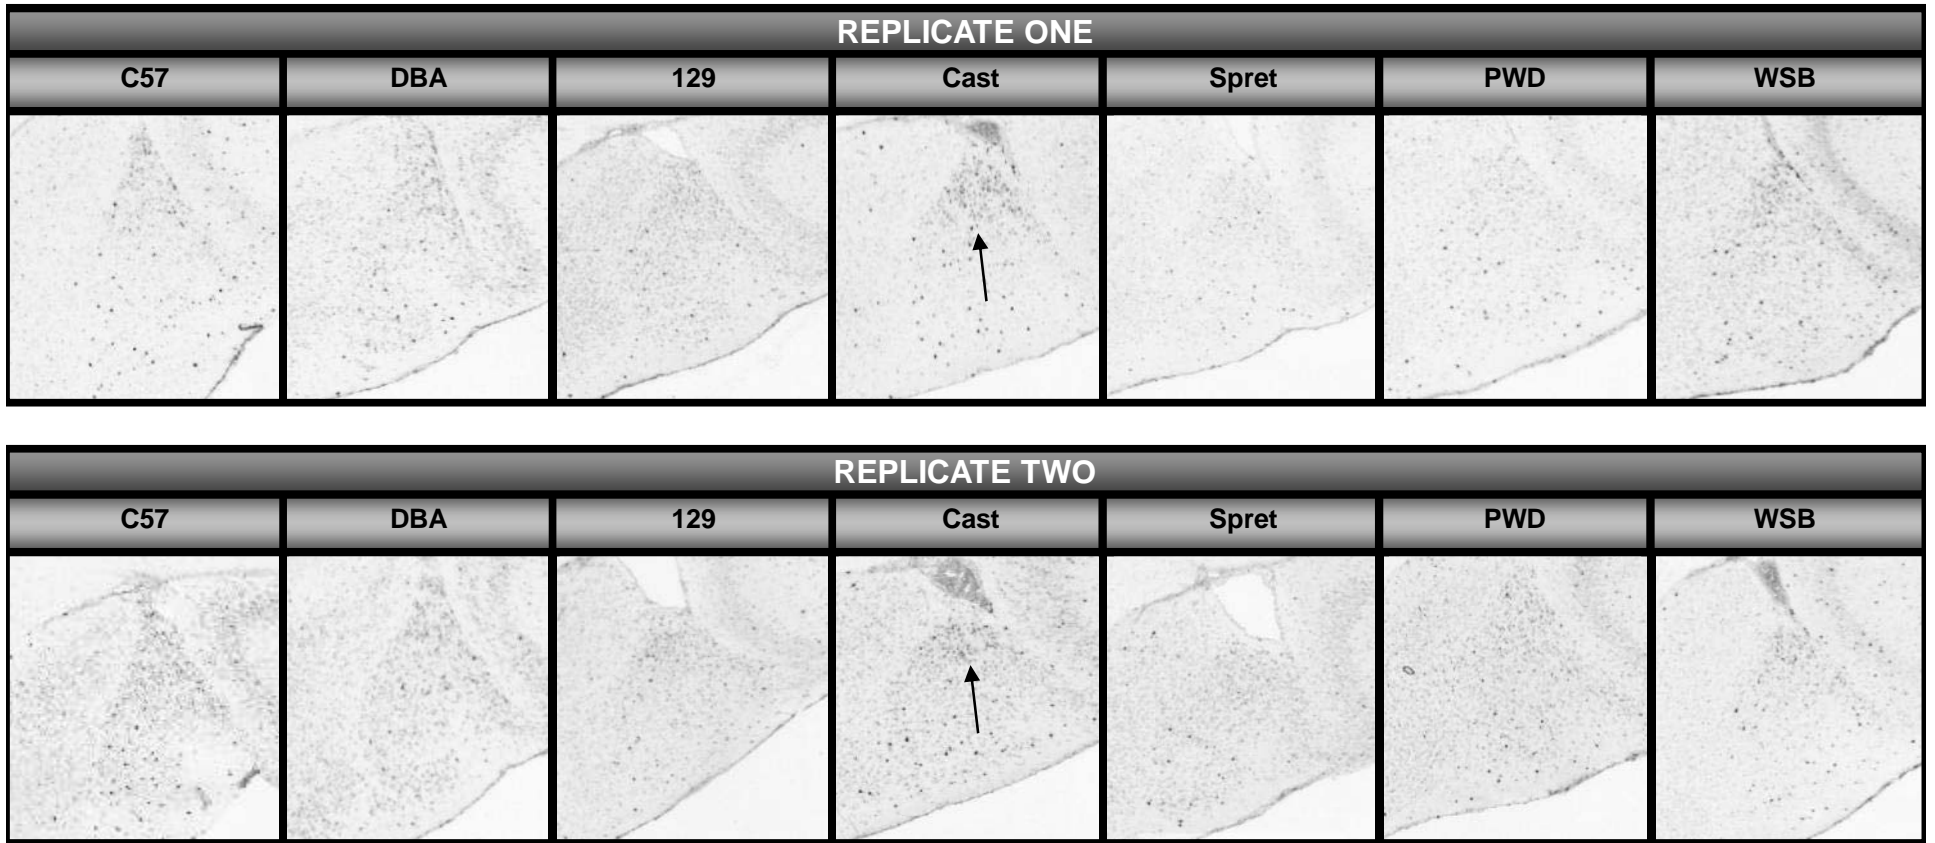 REPLICATE ONE
C57 DBA 129 Cast Spret PWD WSB
REPLICATE TWO
C57 DBA 129 Cast Spret PWD WSB